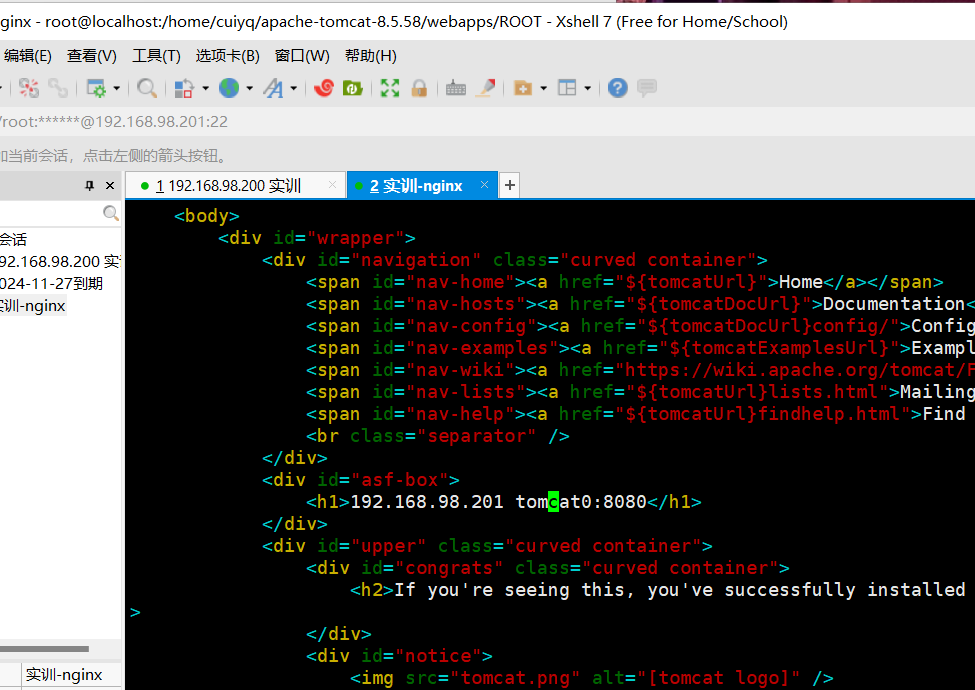 nginx - root@localhost:/home/cuiyq/apache-tomcat-8.5.58/webapps/ROOT - Xshell 7 (Free for Home/School)
编辑(E) 查看(V) 工具(T) 选项卡(B) 窗口(W) 帮助(H)
/root:******@192.168.98.201:22
加当前会话，点击左侧的箭头按钮。
1 192.168.98.200 实训 × 2 实训-nginx × +
会话
92.168.98.200 实
024-11-27到期
实训-nginx
<body>
<div id="wrapper">
<div id="navigation" class="curved container">
<span id="nav-home"><a href="${tomcatUrl}">Home</a></span>
<span id="nav-hosts"><a href="${tomcatDocUrl}">Documentation<
<span id="nav-config"><a href="${tomcatDocUrl}config/">Config
<span id="nav-examples"><a href="${tomcatExamplesUrl}">Exampl
<span id="nav-wiki"><a href="https://wiki.apache.org/tomcat/F
<span id="nav-lists"><a href="${tomcatUrl}lists.html">Mailing
<span id="nav-help"><a href="${tomcatUrl}findhelp.html">Find
<br class="separator" />
</div>
<div id="asf-box">
<h1>192.168.98.201 tomcat0:8080</h1>
</div>
<div id="upper" class="curved container">
<div id="congrats" class="curved container">
<h2>If you're seeing this, you've successfully installed
>
</div>
<div id="notice">
<img src="tomcat.png" alt="[tomcat logo]" />
实训-nginx